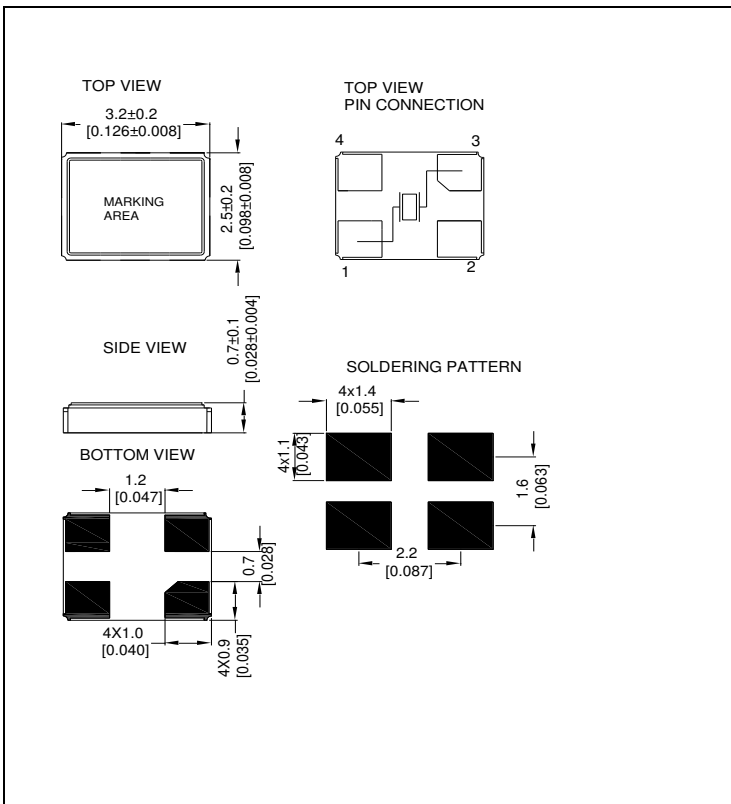 TOP VIEW
3.2±0.2
[0.126±0.008]
MARKING
AREA
2.5±0.2
[0.098±0.008]
TOP VIEW
PIN CONNECTION
4
3
1
2
SIDE VIEW
0.7±0.1
[0.028±0.004]
BOTTOM VIEW
1.2
[0.047]
0.7
[0.028]
4X1.0
[0.040]
4X0.9
[0.035]
SOLDERING PATTERN
4x1.4
[0.055]
4x1.1
[0.043]
1.6
[0.063]
2.2
[0.087]